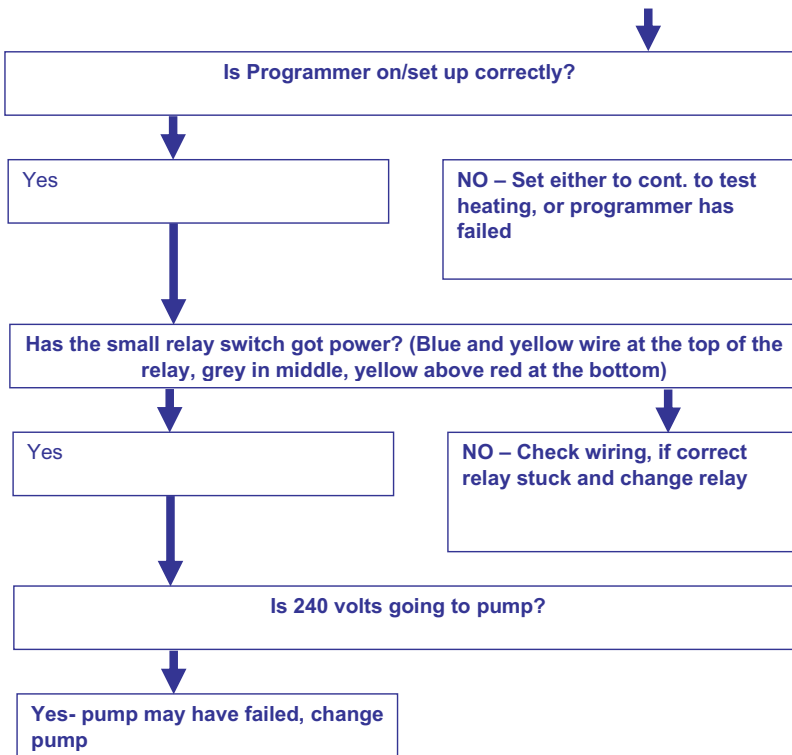 Is Programmer on/set up correctly?
Yes
NO – Set either to cont. to test
heating, or programmer has
failed
Has the small relay switch got power? (Blue and yellow wire at the top of the
relay, grey in middle, yellow above red at the bottom)
Yes
NO – Check wiring, if correct
relay stuck and change relay
Is 240 volts going to pump?
Yes- pump may have failed, change
pump